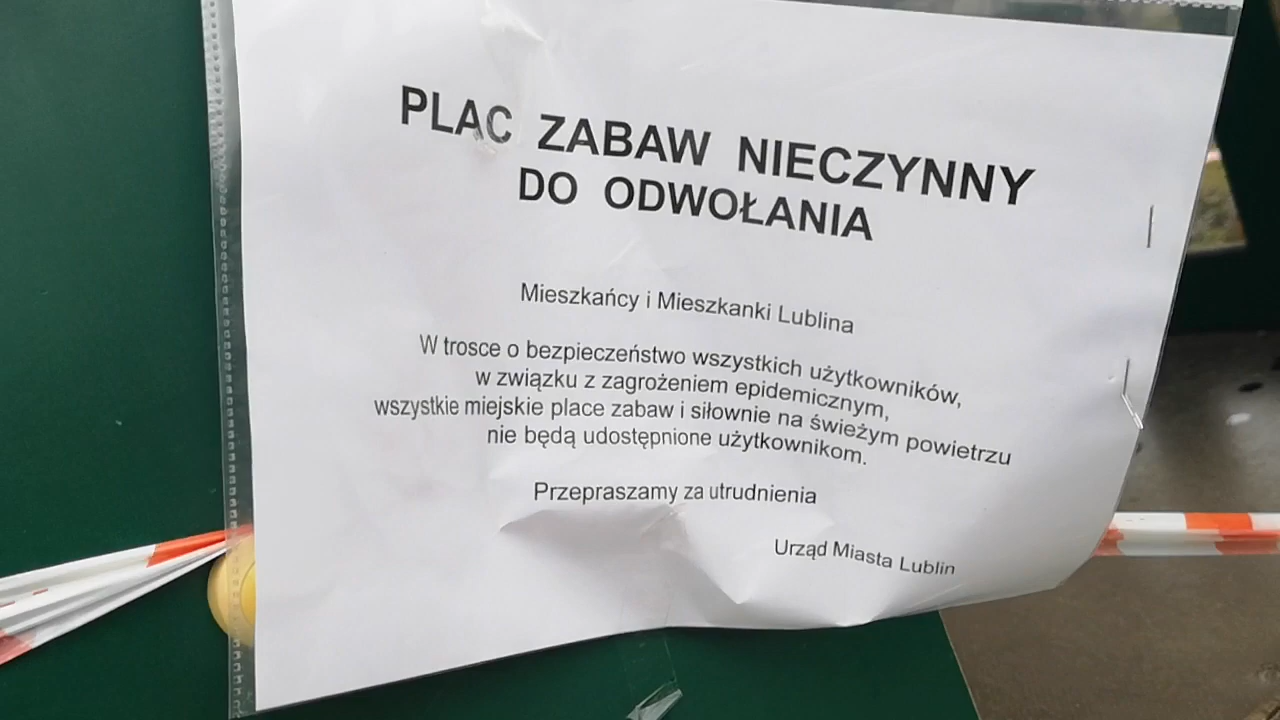 PLAC ZABAW NIECZYNNY
DO ODWOŁANIA
Mieszkańcy i Mieszkanki Lublina
W trosce o bezpieczeństwo wszystkich użytkowników,
w związku z zagrożeniem epidemicznym,
wszystkie miejskie place zabaw i siłownie na świeżym powietrzu
nie będą udostępnione użytkownikom.
Przepraszamy za utrudnienia
Urząd Miasta Lublin